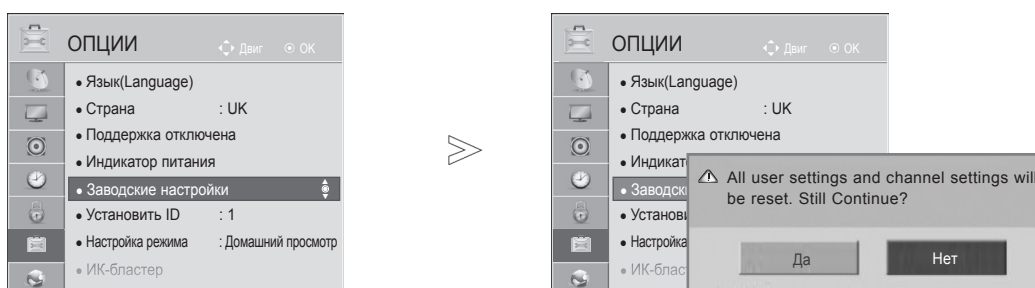 ОПЦИИ
Двиг
OK
• Язык(Language)
• Страна : UK
• Поддержка отключена
• Индикатор питания
• Заводские настройки
• Установить ID : 1
• Настройка режима : Домашний просмотр
• ИК-бластер
ОПЦИИ
Двиг
OK
• Язык(Language)
• Страна : UK
• Поддержка отключена
• Индикат
• Заводск
• Установи
• Настройка
• ИК-блас
All user settings and channel settings will
be reset. Still Continue?
Да
Нет